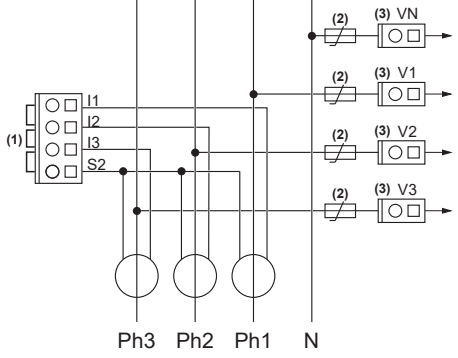 (2) (3) VN
(2) (3) V1
I1
I2
(1)
(2) (3) V2
I3
S2
(2) (3) V3
Ph3 Ph2 Ph1 N